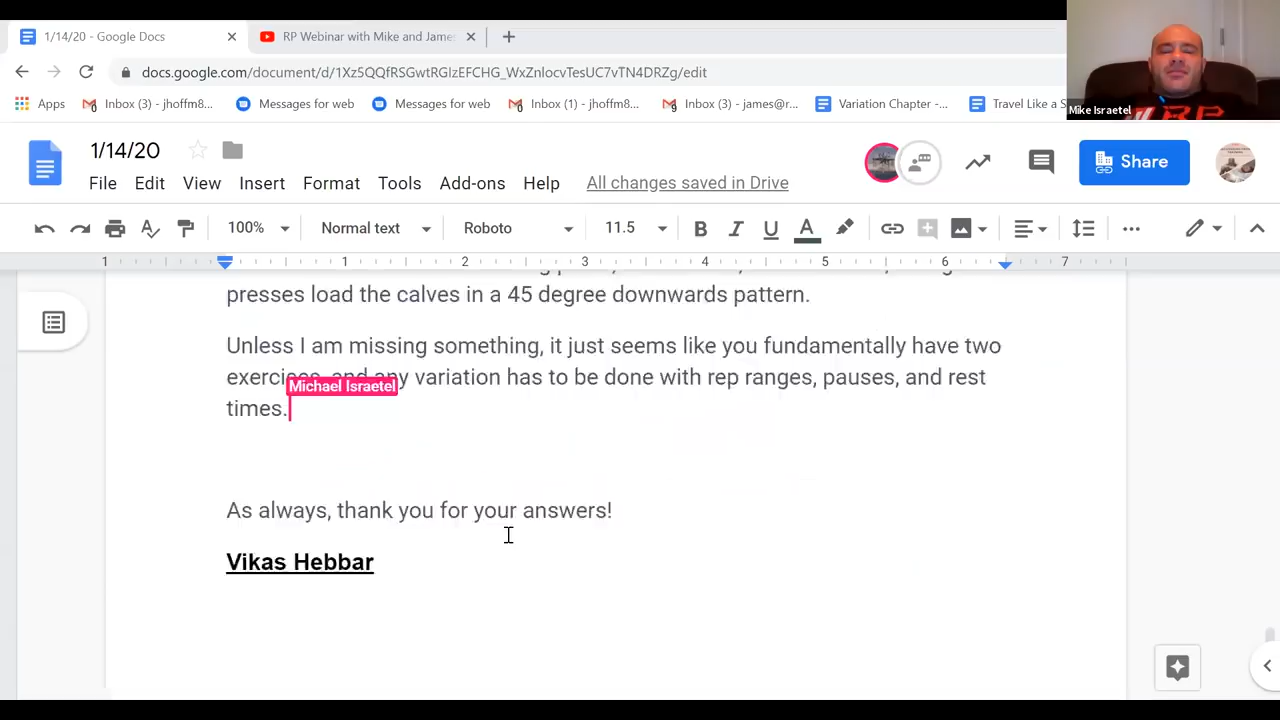 1/14/20 - Google Docs
RP Webinar with Mike and Jame
docs.google.com/document/d/1Xz5QQfRSGwtRGlzEFCHG_WxZnlocvTesUC7vTN4DRZg/edit
Apps
Inbox (3) - jhoffm8...
Messages for web
Messages for web
Inbox (1) - jhoffm8...
Inbox (3) - james@r...
Variation Chapter -...
Travel Like a S
Mike Israetel
1/14/20
File Edit View Insert Format Tools Add-ons Help All changes saved in Drive
Share
100% Normal text Roboto 11.5 B I U A
1 1 2 3 4 5 6 7
presses load the calves in a 45 degree downwards pattern.
Unless I am missing something, it just seems like you fundamentally have two
exercises, and any variation has to be done with rep ranges, pauses, and rest
Michael Israetel
times.
As always, thank you for your answers!
Vikas Hebbar